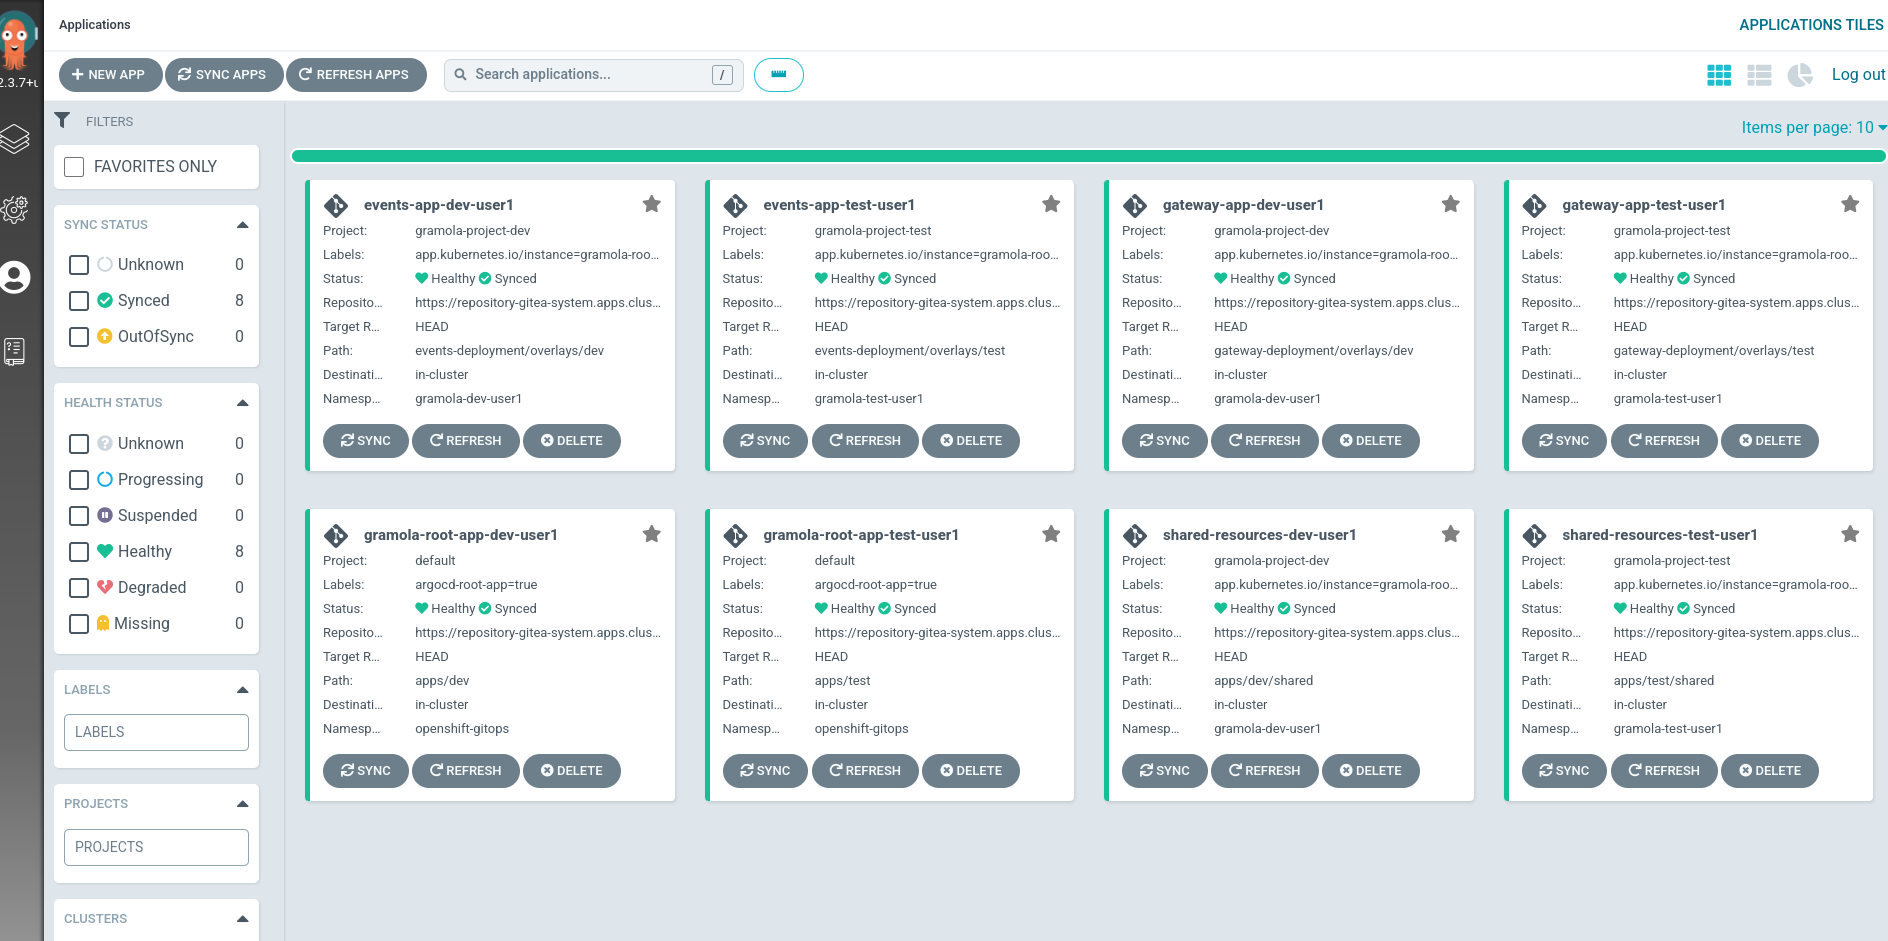 Applications
APPLICATIONS TILES
2.3.7+u
NEW APP SYNC APPS REFRESH APPS Search applications... / Log out
FILTERS
FAVORITES ONLY
SYNC STATUS
Unknown 0
Synced 8
OutOfSync 0
HEALTH STATUS
Unknown 0
Progressing 0
Suspended 0
Healthy 8
Degraded 0
Missing 0
LABELS
LABELS
PROJECTS
PROJECTS
CLUSTERS
Items per page: 10
events-app-dev-user1
Project: gramola-project-dev
Labels: app.kubernetes.io/instance=gramola-roo...
Status: Healthy Synced
Reposito... https://repository-gitea-system.apps.clus...
Target R... HEAD
Path: events-deployment/overlays/dev
Destinati... in-cluster
Namesp... gramola-dev-user1
SYNC REFRESH DELETE
events-app-test-user1
Project: gramola-project-test
Labels: app.kubernetes.io/instance=gramola-roo...
Status: Healthy Synced
Reposito... https://repository-gitea-system.apps.clus...
Target R... HEAD
Path: events-deployment/overlays/test
Destinati... in-cluster
Namesp... gramola-test-user1
SYNC REFRESH DELETE
gateway-app-dev-user1
Project: gramola-project-dev
Labels: app.kubernetes.io/instance=gramola-roo...
Status: Healthy Synced
Reposito... https://repository-gitea-system.apps.clus...
Target R... HEAD
Path: gateway-deployment/overlays/dev
Destinati... in-cluster
Namesp... gramola-dev-user1
SYNC REFRESH DELETE
gateway-app-test-user1
Project: gramola-project-test
Labels: app.kubernetes.io/instance=gramola-roo...
Status: Healthy Synced
Reposito... https://repository-gitea-system.apps.clus...
Target R... HEAD
Path: gateway-deployment/overlays/test
Destinati... in-cluster
Namesp... gramola-test-user1
SYNC REFRESH DELETE
gramola-root-app-dev-user1
Project: default
Labels: argocd-root-app=true
Status: Healthy Synced
Reposito... https://repository-gitea-system.apps.clus...
Target R... HEAD
Path: apps/dev
Destinati... in-cluster
Namesp... openshift-gitops
SYNC REFRESH DELETE
gramola-root-app-test-user1
Project: default
Labels: argocd-root-app=true
Status: Healthy Synced
Reposito... https://repository-gitea-system.apps.clus...
Target R... HEAD
Path: apps/test
Destinati... in-cluster
Namesp... openshift-gitops
SYNC REFRESH DELETE
shared-resources-dev-user1
Project: gramola-project-dev
Labels: app.kubernetes.io/instance=gramola-roo...
Status: Healthy Synced
Reposito... https://repository-gitea-system.apps.clus...
Target R... HEAD
Path: apps/dev/shared
Destinati... in-cluster
Namesp... gramola-dev-user1
SYNC REFRESH DELETE
shared-resources-test-user1
Project: gramola-project-test
Labels: app.kubernetes.io/instance=gramola-roo...
Status: Healthy Synced
Reposito... https://repository-gitea-system.apps.clus...
Target R... HEAD
Path: apps/test/shared
Destinati... in-cluster
Namesp... gramola-test-user1
SYNC REFRESH DELETE